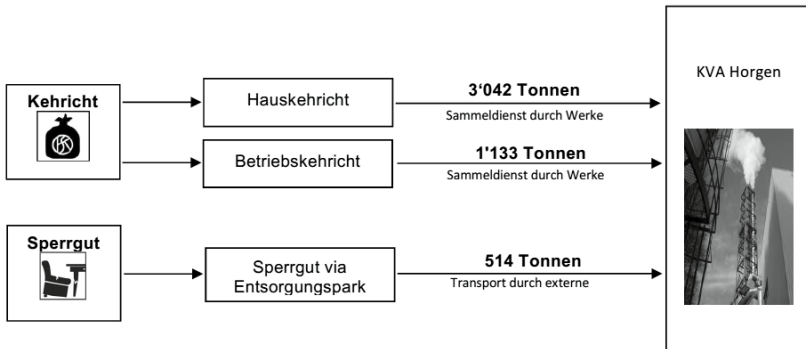 Kehricht
Hauskehricht
3‘042 Tonnen
Sammeldienst durch Werke
KVA Horgen
Betriebskehricht
1'133 Tonnen
Sammeldienst durch Werke
Sperrgut
Sperrgut via
Entsorgungspark
514 Tonnen
Transport durch externe